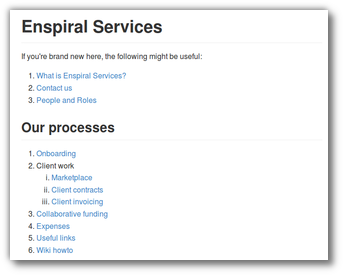 Enspiral Services
If you're brand new here, the following might be useful:
1. What is Enspiral Services?
2. Contact us
3. People and Roles
Our processes
1. Onboarding
2. Client work
i. Marketplace
ii. Client contracts
iii. Client invoicing
3. Collaborative funding
4. Expenses
5. Useful links
6. Wiki howto